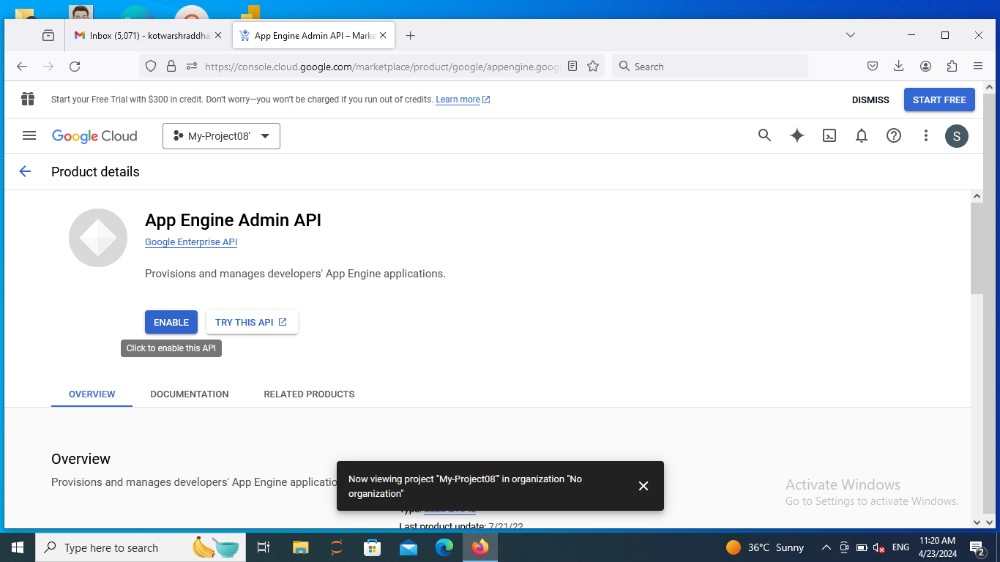 Inbox (5,071) - kotwarshraddha
App Engine Admin API – Marke
https://console.cloud.google.com/marketplace/product/google/appengine.goog
Search
Start your Free Trial with $300 in credit. Don't worry—you won't be charged if you run out of credits. Learn more
DISMISS
START FREE
Google Cloud
My-Project08'
S
Product details
App Engine Admin API
Google Enterprise API
Provisions and manages developers' App Engine applications.
ENABLE
TRY THIS API
Click to enable this API
OVERVIEW
DOCUMENTATION
RELATED PRODUCTS
Overview
Provisions and manages developers' App Engine applicatio
Now viewing project "My-Project08'" in organization "No
organization"
Type: SaaS & APIs
Last product update: 7/21/22
Activate Windows
Go to Settings to activate Windows.
Type here to search
36°C Sunny
ENG
11:20 AM
4/23/2024
2